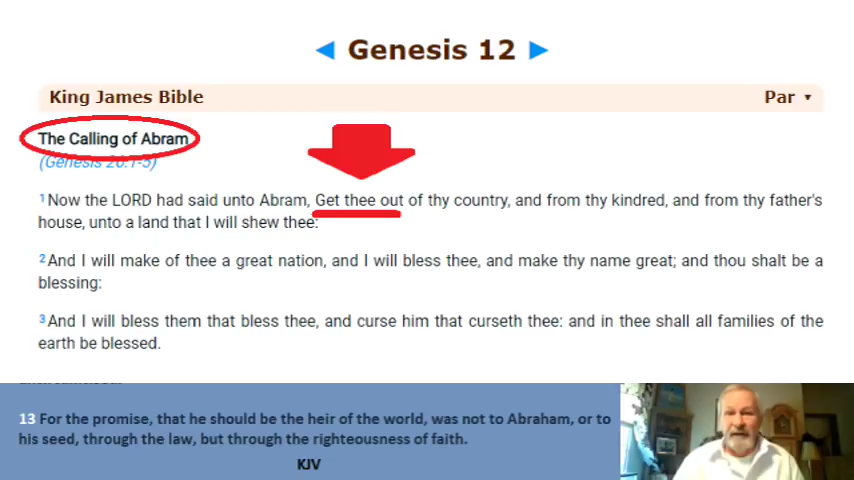 Genesis 12
King James Bible Par
The Calling of Abram
(Genesis 26:1-5)
1Now the LORD had said unto Abram, Get thee out of thy country, and from thy kindred, and from thy father's
house, unto a land that I will shew thee:
2And I will make of thee a great nation, and I will bless thee, and make thy name great; and thou shalt be a
blessing:
3And I will bless them that bless thee, and curse him that curseth thee: and in thee shall all families of the
earth be blessed.
13 For the promise, that he should be the heir of the world, was not to Abraham, or to
his seed, through the law, but through the righteousness of faith.
KJV